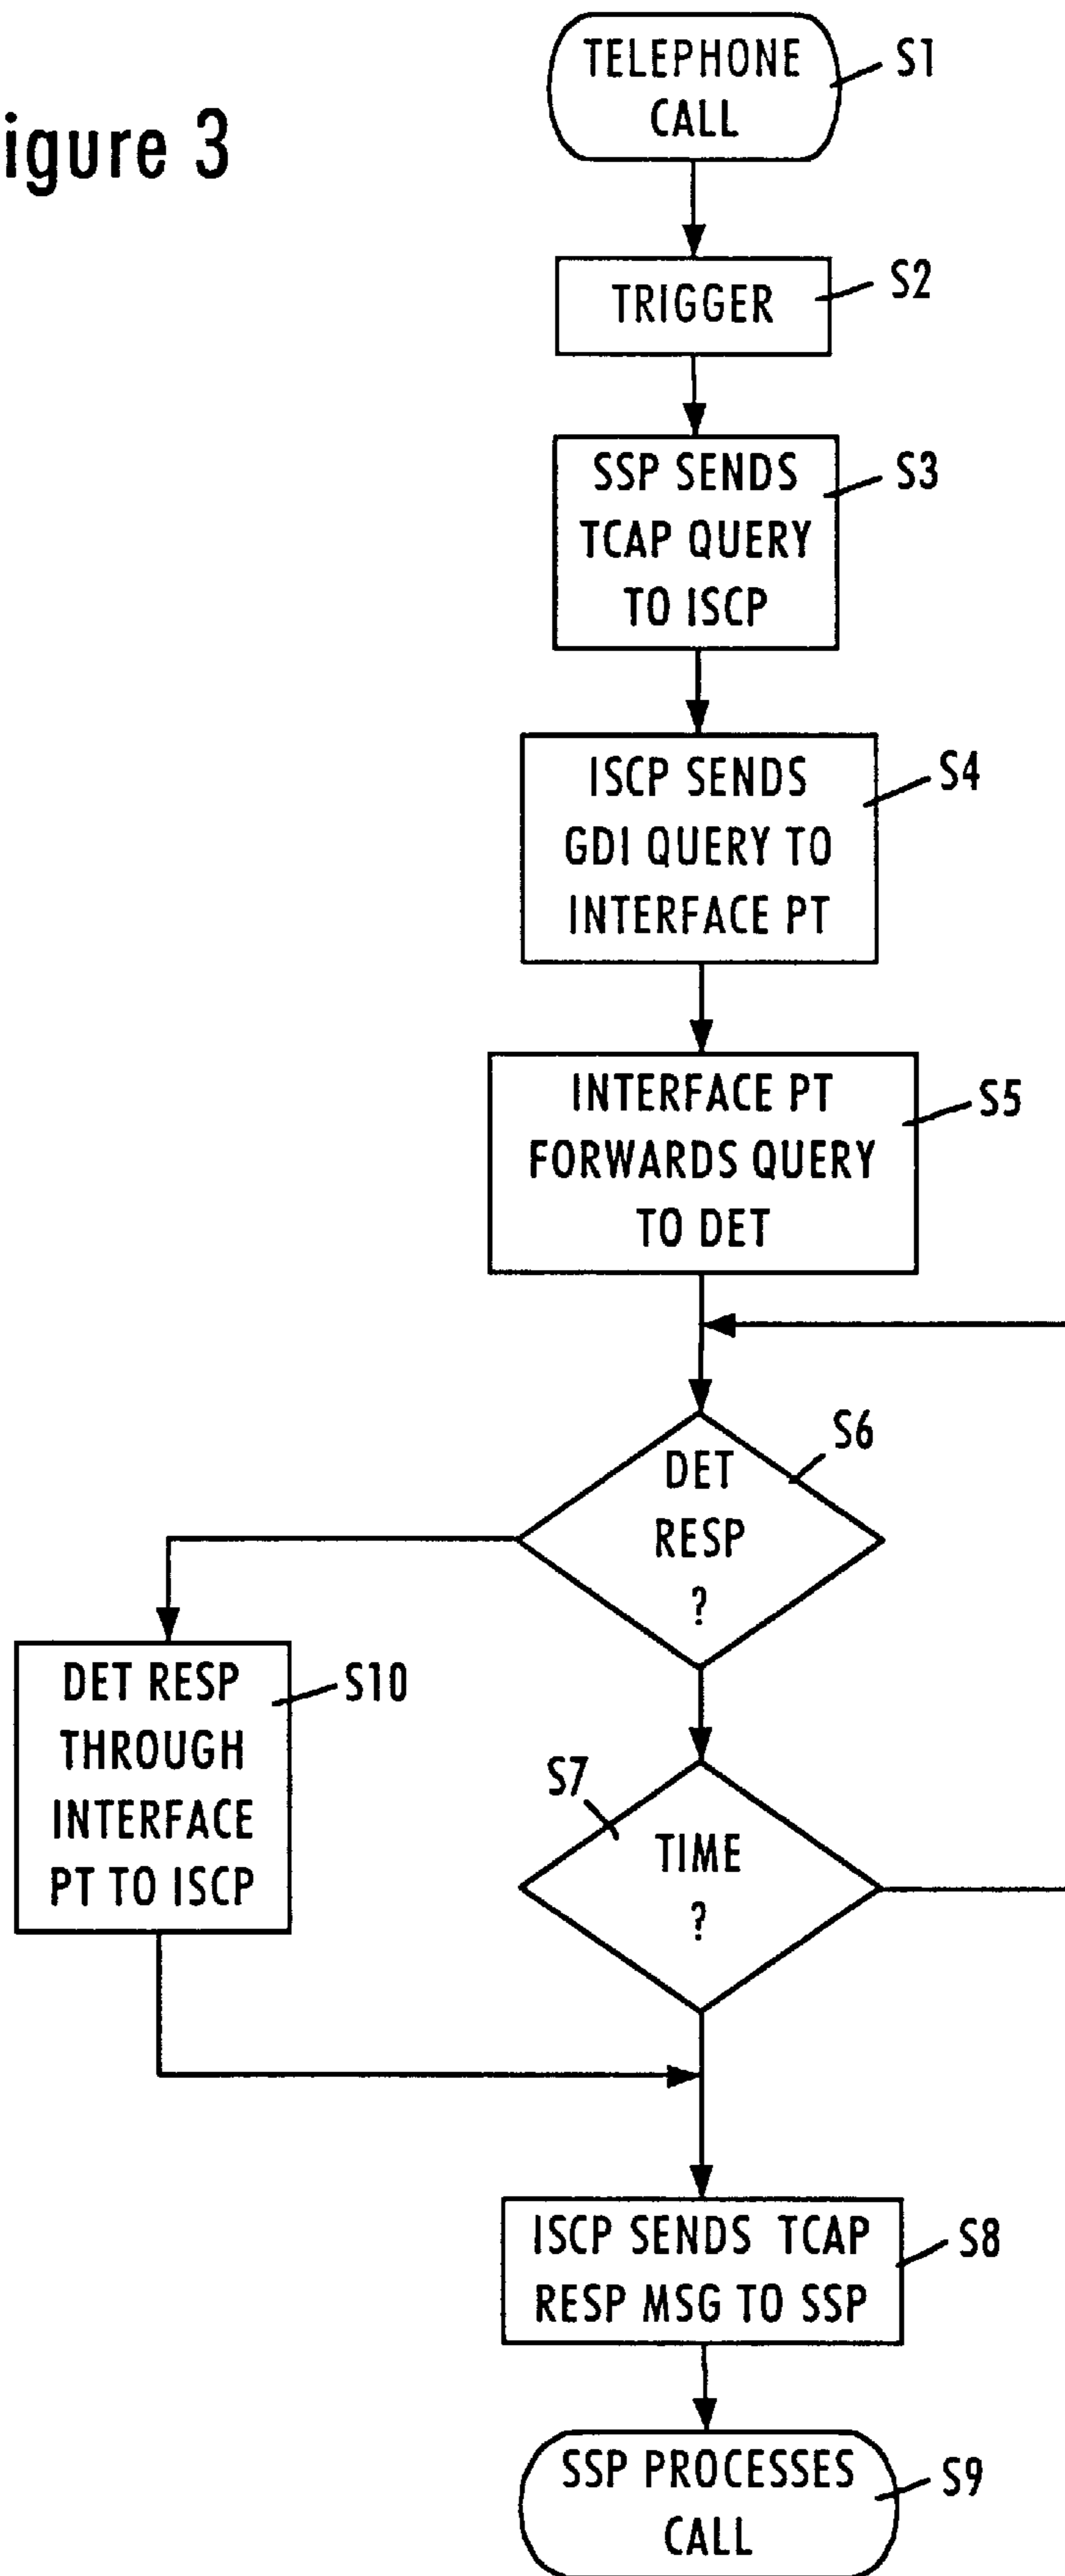 igure 3
TELEPHONE
CALL
S1
TRIGGER
S2
SSP SENDS
TCAP QUERY
TO ISCP
S3
ISCP SENDS
GDI QUERY TO
INTERFACE PT
S4
INTERFACE PT
FORWARDS QUERY
TO DET
S5
DET
RESP
?
S6
DET RESP
THROUGH
INTERFACE
PT TO ISCP
S10
S7
TIME
?
ISCP SENDS TCAP
RESP MSG TO SSP
S8
SSP PROCESSES
CALL
S9